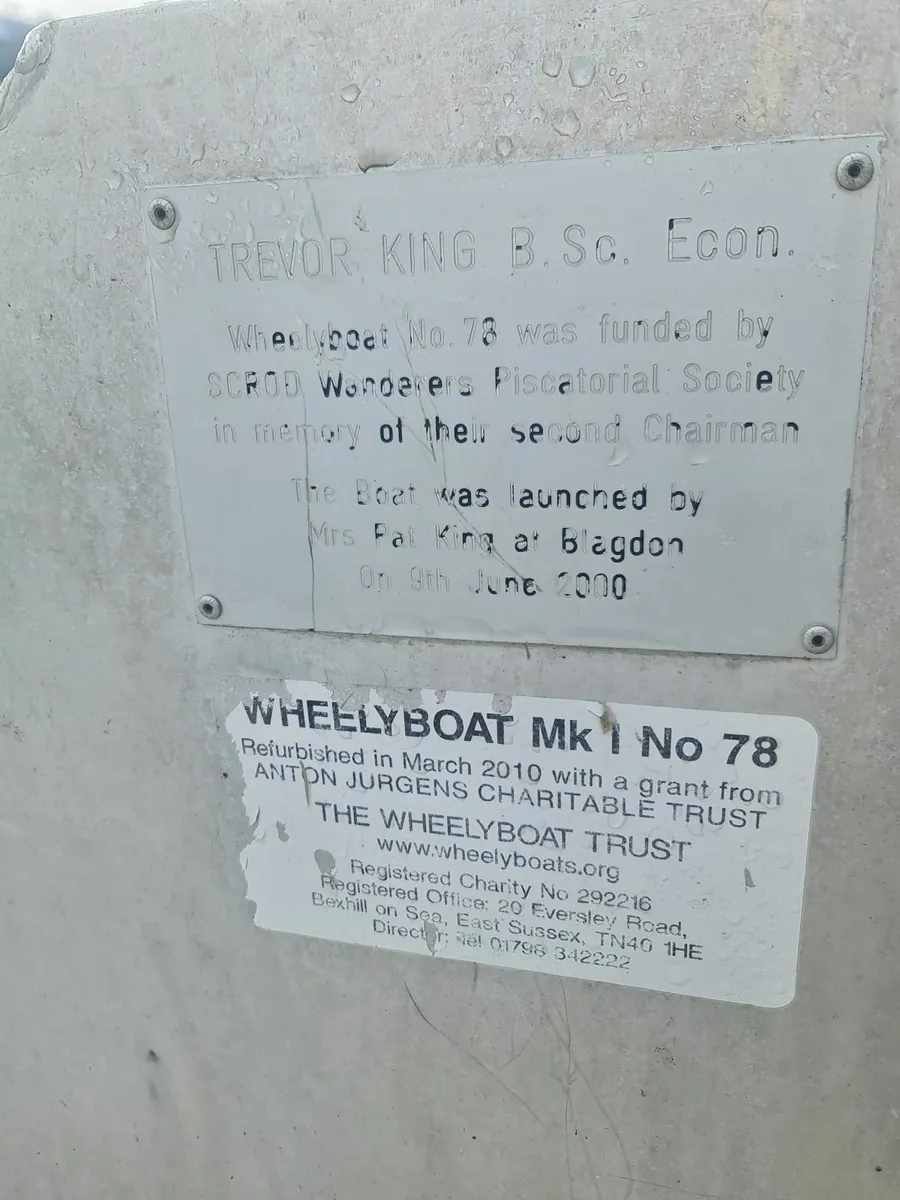 TREVOR KING B.Sc. Econ.
Wheelyboat No. 78 was funded by
SCROD Wanderers Piscatorial Society
in memory of their second Chairman
The Boat was launched by
Mrs Pat King at Blagdon
On 9th June 2000
WHEELYBOAT Mk I No 78
Refurbished in March 2010 with a grant from
ANTON JURGENS CHARITABLE TRUST
THE WHEELYBOAT TRUST
www.wheelyboats.org
Registered Charity No 292216
Registered Office: 20 Eversley Road,
Bexhill on Sea, East Sussex, TN40 1HE
Director; Tel 01798 342222